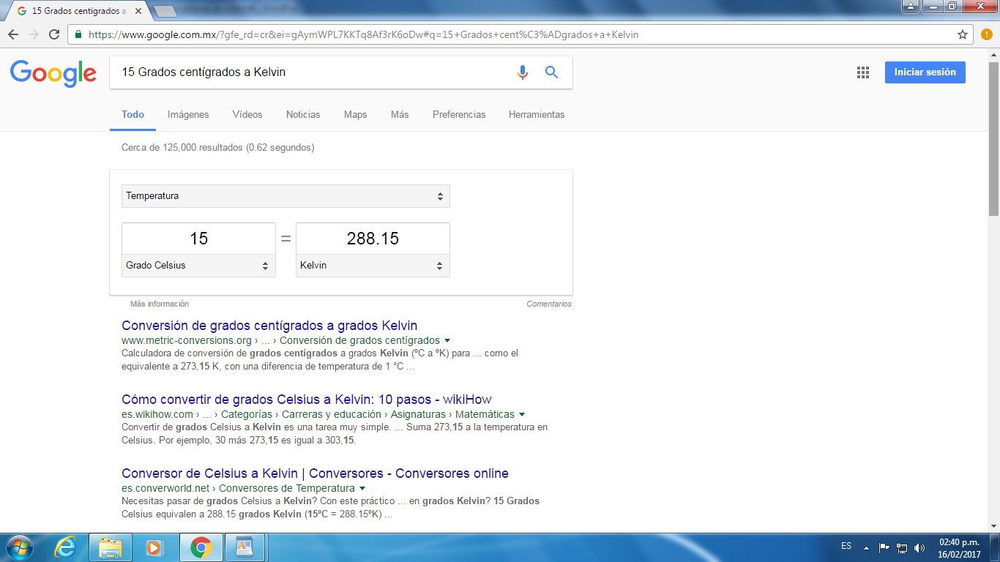 15 Grados centígrados a
https://www.google.com.mx/?gfe_rd=cr&ei=gAymWPL7KKTq8Af3rK6oDw#q=15+Grados+cent%C3%ADgrados+a+Kelvin
Google
15 Grados centígrados a Kelvin
Iniciar sesión
Todo Imágenes Vídeos Noticias Maps Más Preferencias Herramientas
Cerca de 125,000 resultados (0.62 segundos)
Temperatura
15 = 288.15
Grado Celsius Kelvin
Más información Comentarios
Conversión de grados centígrados a grados Kelvin
www.metric-conversions.org › ... › Conversión de grados centígrados
Calculadora de conversión de grados centígrados a grados Kelvin (ºC a ºK) para ... como el
equivalente a 273,15 K, con una diferencia de temperatura de 1 °C ...
Cómo convertir de grados Celsius a Kelvin: 10 pasos - wikiHow
es.wikihow.com › ... › Categorías › Carreras y educación › Asignaturas › Matemáticas
Convertir de grados Celsius a Kelvin es una tarea muy simple. ... Suma 273,15 a la temperatura en
Celsius. Por ejemplo, 30 más 273,15 es igual a 303,15.
Conversor de Celsius a Kelvin | Conversores - Conversores online
es.converworld.net › Conversores de Temperatura
Necesitas pasar de grados Celsius a Kelvin? Con este práctico ... en grados Kelvin? 15 Grados
Celsius equivalen a 288.15 grados Kelvin (15ºC = 288.15ºK) ...
ES
02:40 p.m.
16/02/2017